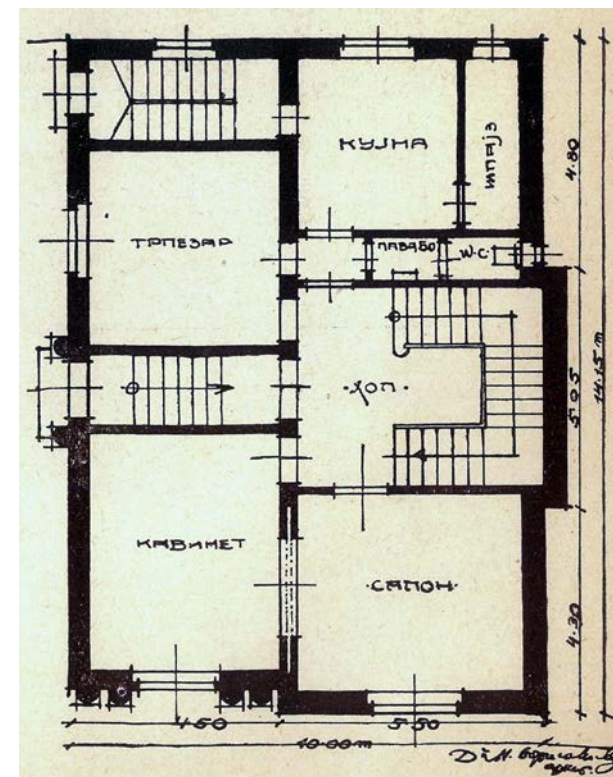 КУЈНА
ШПАЈЗ
4.80
ТРПЕЗАР
ЛАВАБО
W.C.
·ХОЛ·
5.05
14.15 m
КАБИНЕТ
·САЛОН·
4.30
4.50
5.50
10.00 m